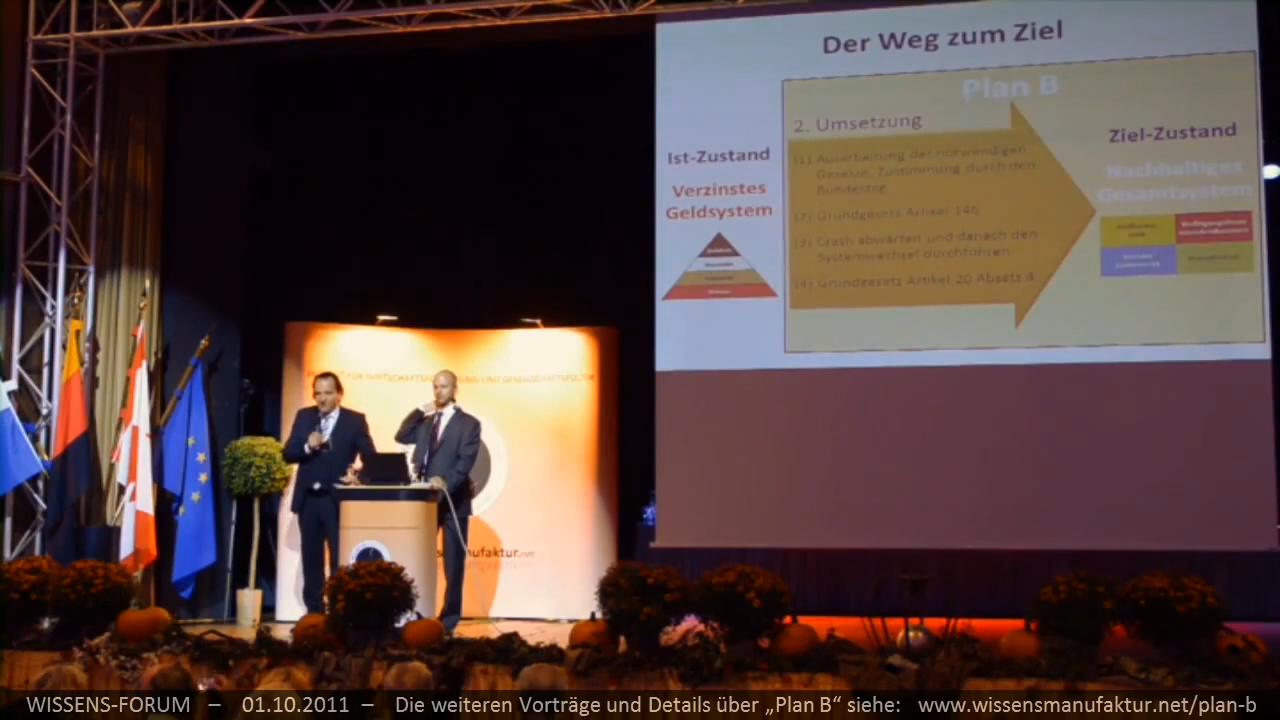 Der Weg zum Ziel
Plan B
2. Umsetzung
Ist-Zustand
Verzinstes
Geldsystem
(1) Ausarbeitung der notwendigen
Gesetze, Zustimmung durch den
Bundestag
(2) Grundgesetz Artikel 146
(3) Crash abwarten und danach den
Systemwechsel durchführen
(4) Grundgesetz Artikel 20 Absatz 4
Ziel-Zustand
Nachhaltiges
Gesamtsystem
WISSENS-FORUM – 01.10.2011 – Die weiteren Vorträge und Details über „Plan B“ siehe: www.wissensmanufaktur.net/plan-b